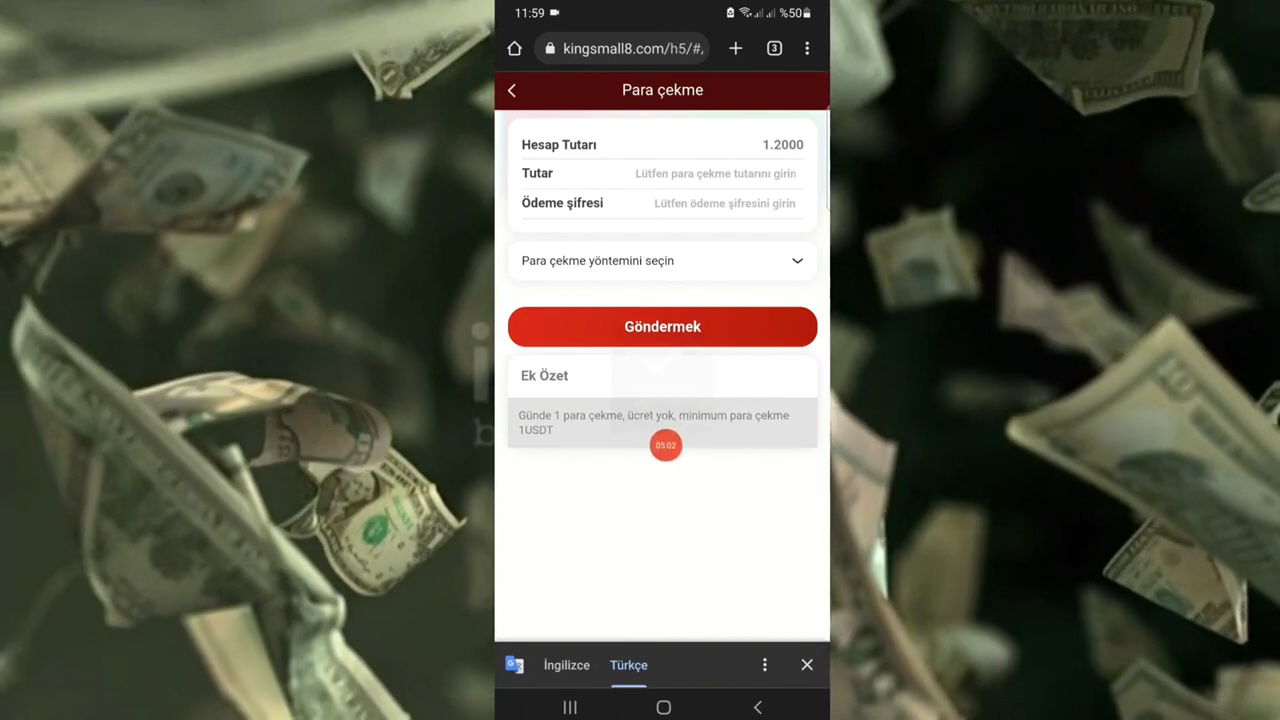 11:59 %50
kingsmall8.com/h5/#, 3
Para çekme
Hesap Tutarı 1.2000
Tutar Lütfen para çekme tutarını girin
Ödeme şifresi Lütfen ödeme şifresini girin
Para çekme yöntemini seçin
Göndermek
Ek Özet
Günde 1 para çekme, ücret yok, minimum para çekme
1USDT
05:02
İngilizce Türkçe